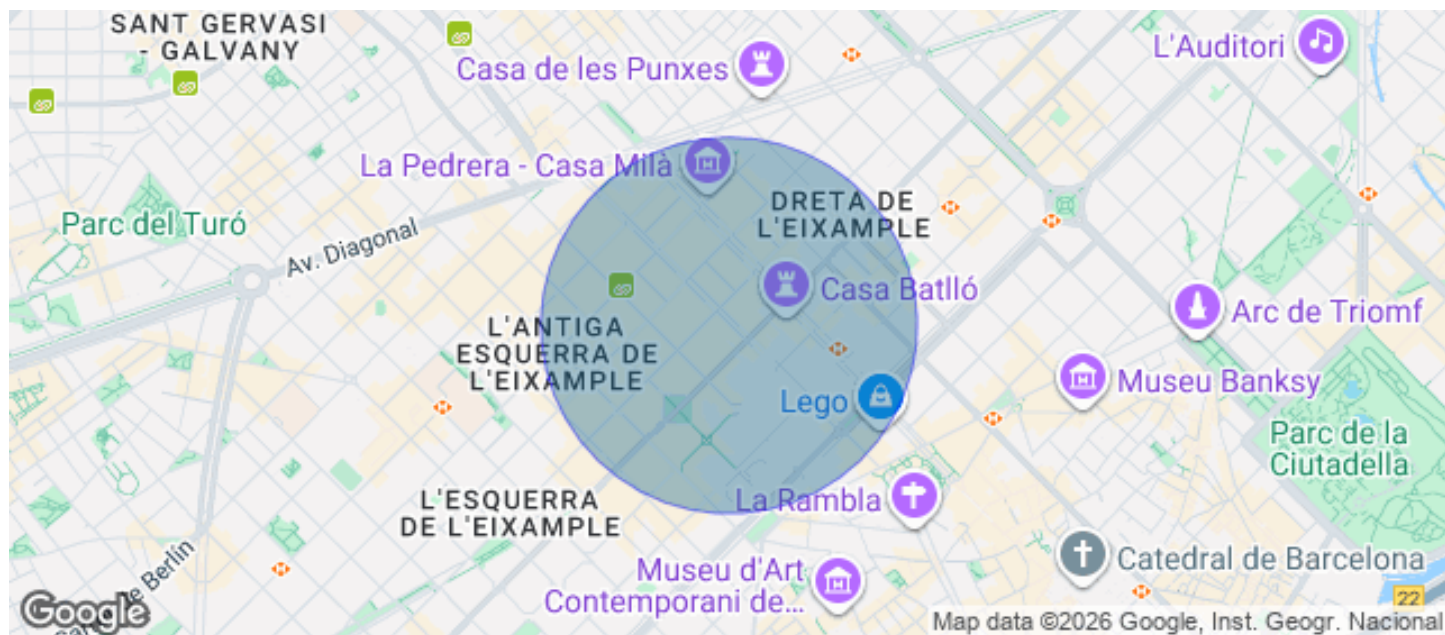 SANT GERVASI
- GALVANY
Casa de les Punxes
L'Auditori
La Pedrera - Casa Milà
DRETA DE
L'EIXAMPLE
Parc del Turó
Av. Diagonal
Casa Batlló
Arc de Triomf
L'ANTIGA
ESQUERRA DE
L'EIXAMPLE
Museu Banksy
Lego
Parc de la
Ciutadella
L'ESQUERRA
DE L'EIXAMPLE
La Rambla
Catedral de Barcelona
Museu d'Art
Contemporani de...
de Berlín
22
Google
Map data ©2026 Google, Inst. Geogr. Nacional